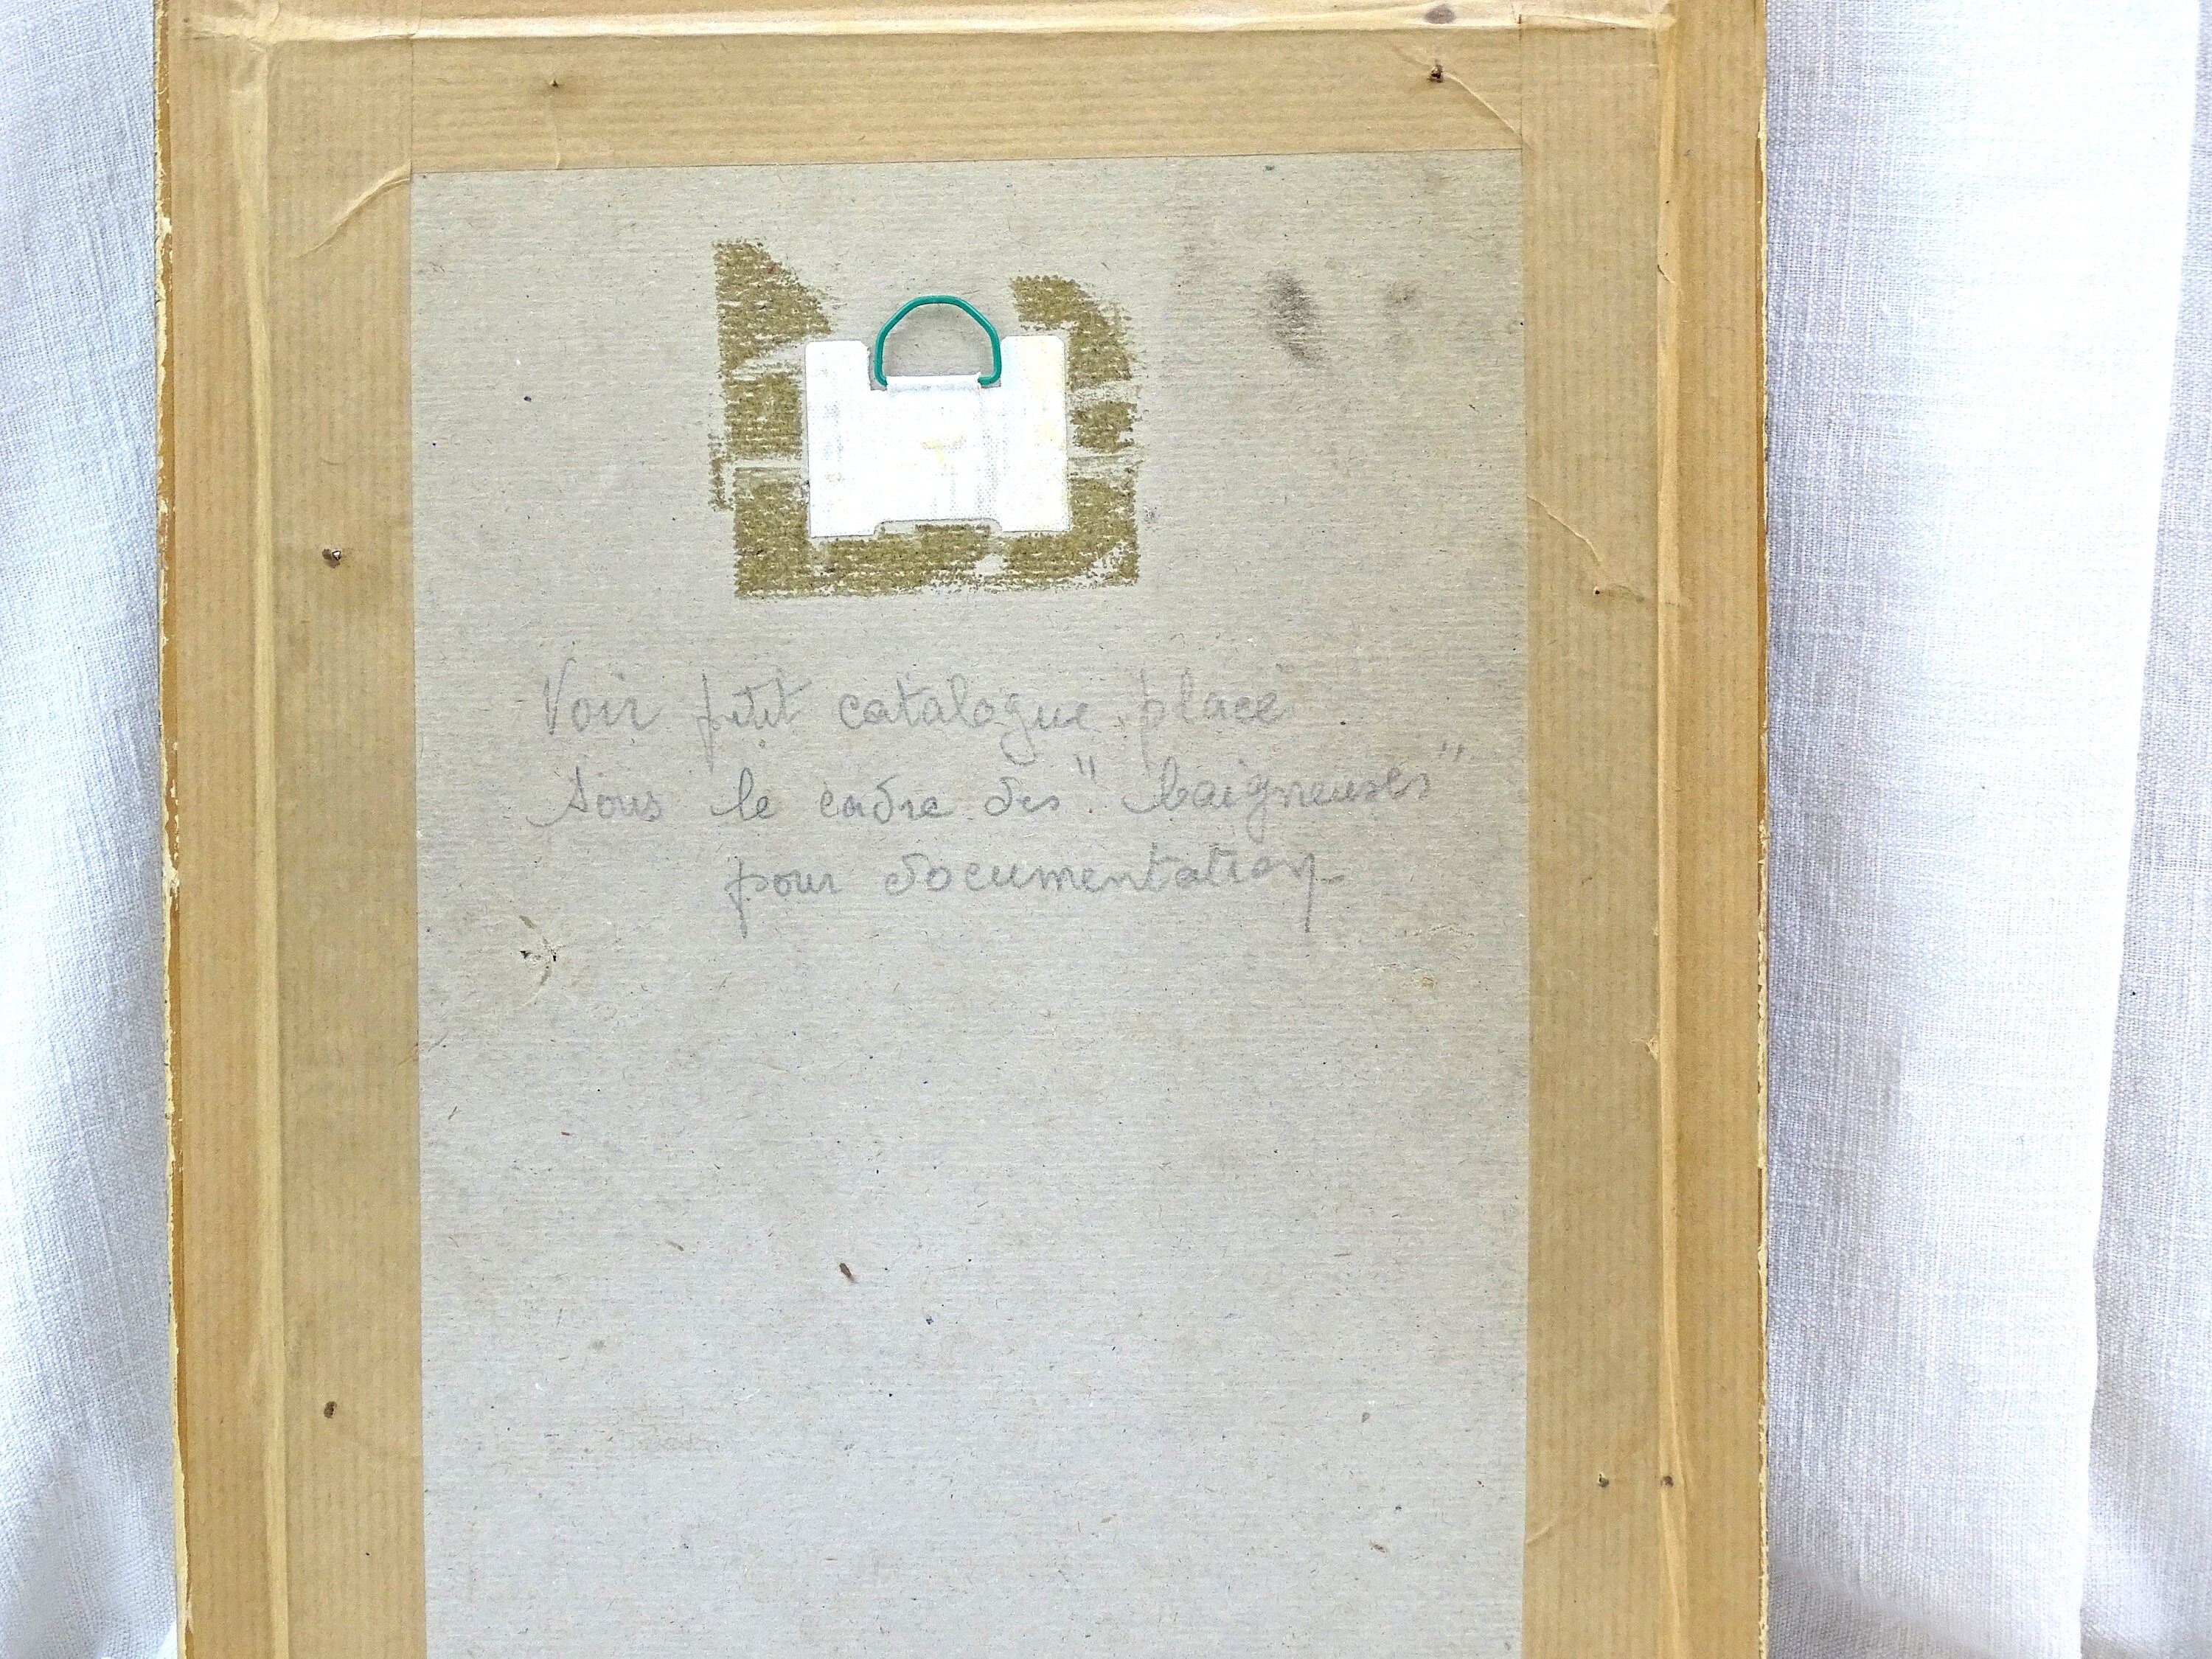 Voir petit catalogue placé
sous le cadre des "baigneuses"
pour documentation